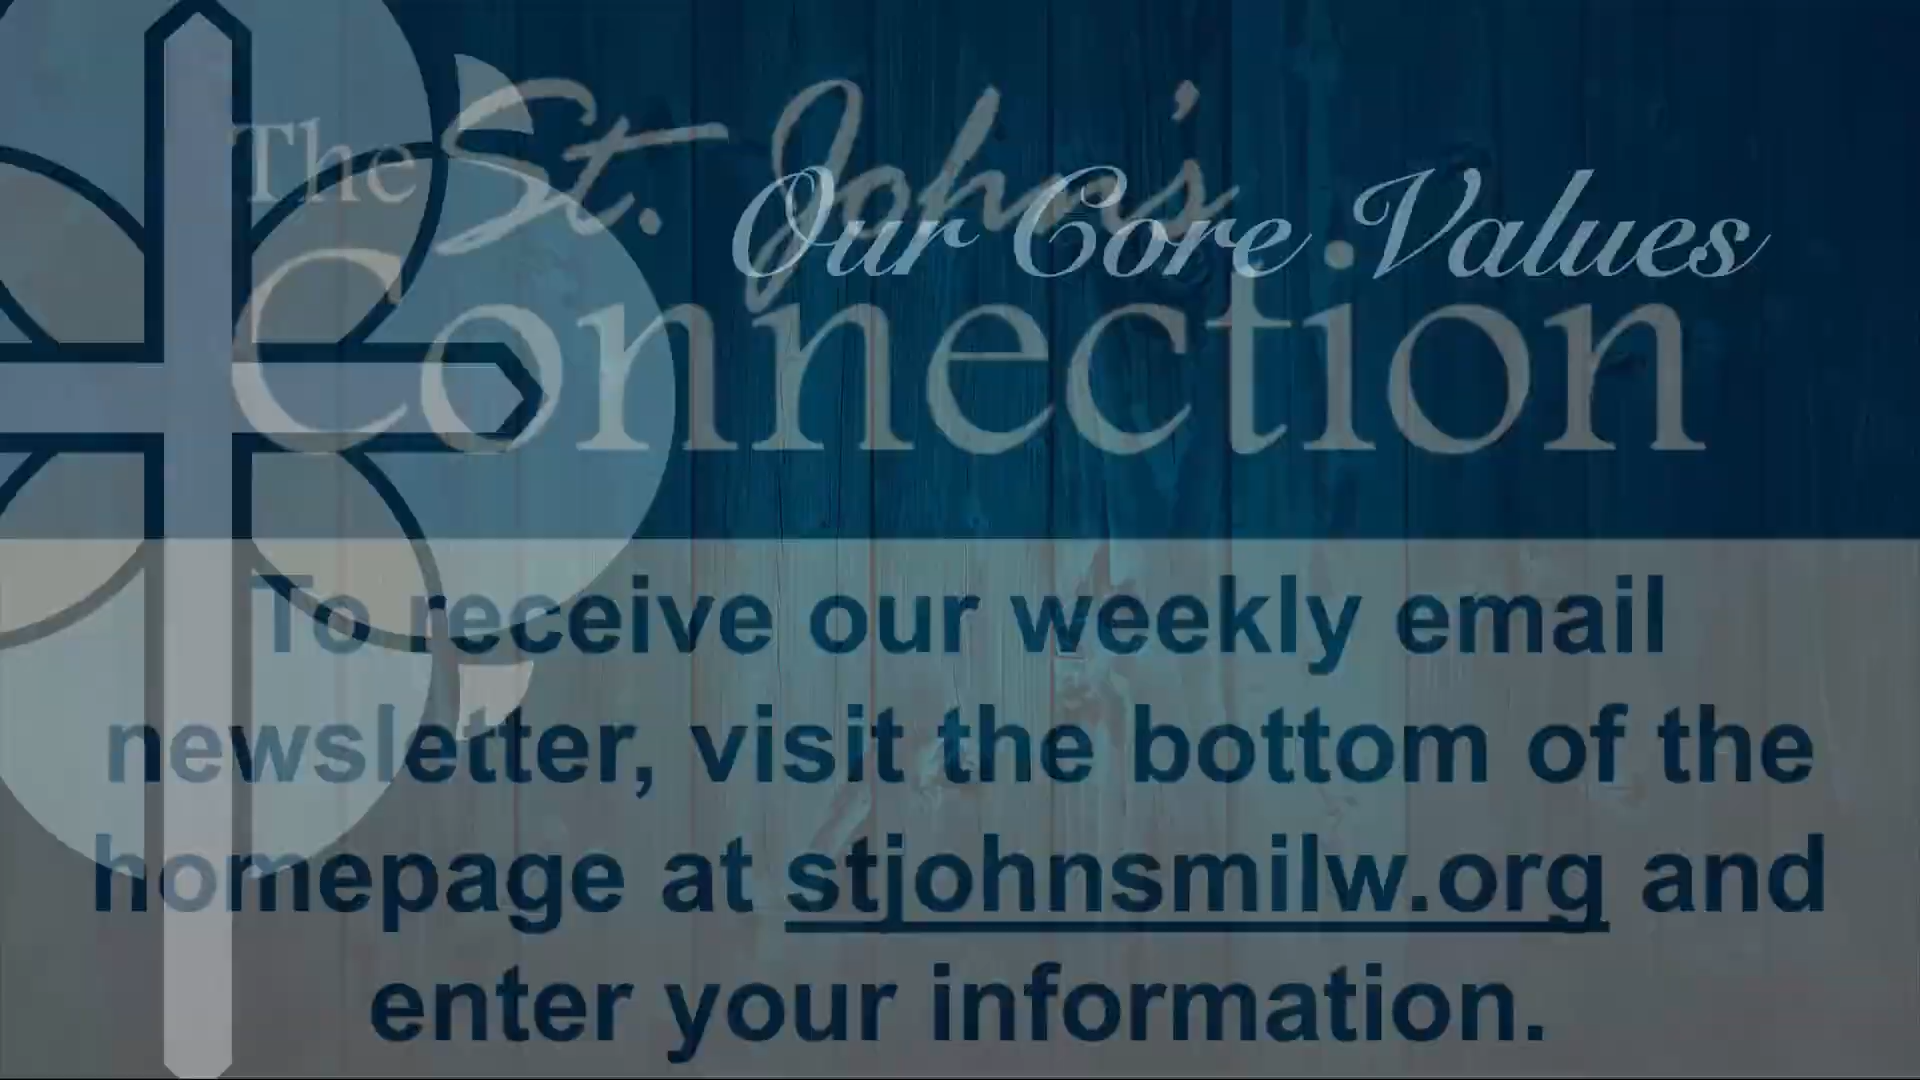 The St. John's
Our Core Values
Connection
To receive our weekly email
newsletter, visit the bottom of the
homepage at stjohnsmilw.org and
enter your information.